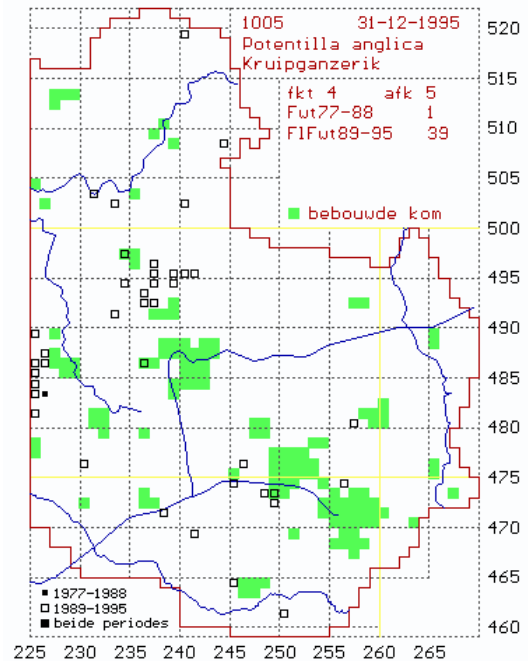 1005 31-12-1995
Potentilla anglica
Kruipganzerik
fkt 4 afk 5
Fwt77-88 1
FlFwt89-95 39
bebouwde kom
520
515
510
505
500
495
490
485
480
475
470
465
460
1977-1988
1989-1995
beide periodes
225 230 235 240 245 250 255 260 265